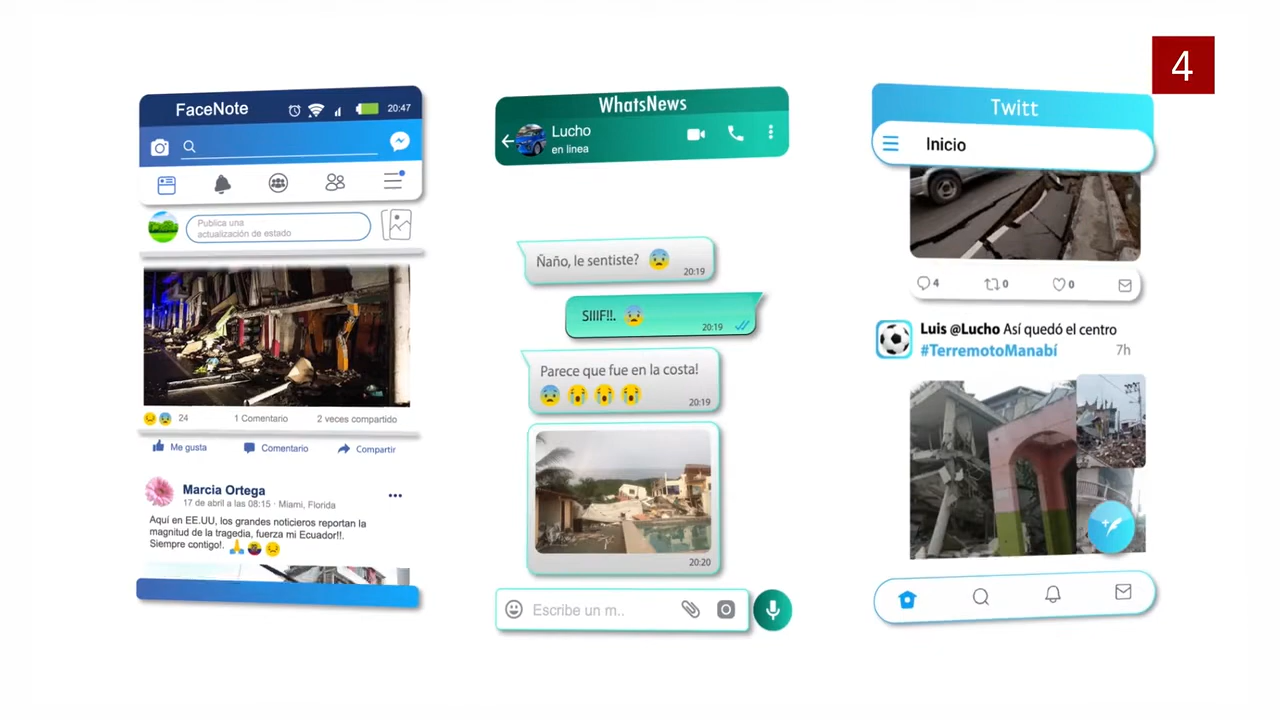 4
FaceNote
20:47
Publica una
actualización de estado
24
1 Comentario
2 veces compartido
Me gusta
Comentario
Compartir
Marcia Ortega
17 de abril a las 08:15 · Miami, Florida
Aquí en EE.UU, los grandes noticieros reportan la
magnitud de la tragedia, fuerza mi Ecuador!!.
Siempre contigo!.
WhatsNews
Lucho
en línea
Ñaño, le sentiste?
20:19
SIIIF!!.
20:19
Parece que fue en la costa!
20:19
20:20
Escribe un m..
Twitt
Inicio
4
0
0
Luis @Lucho Así quedó el centro
#TerremotoManabí
7h